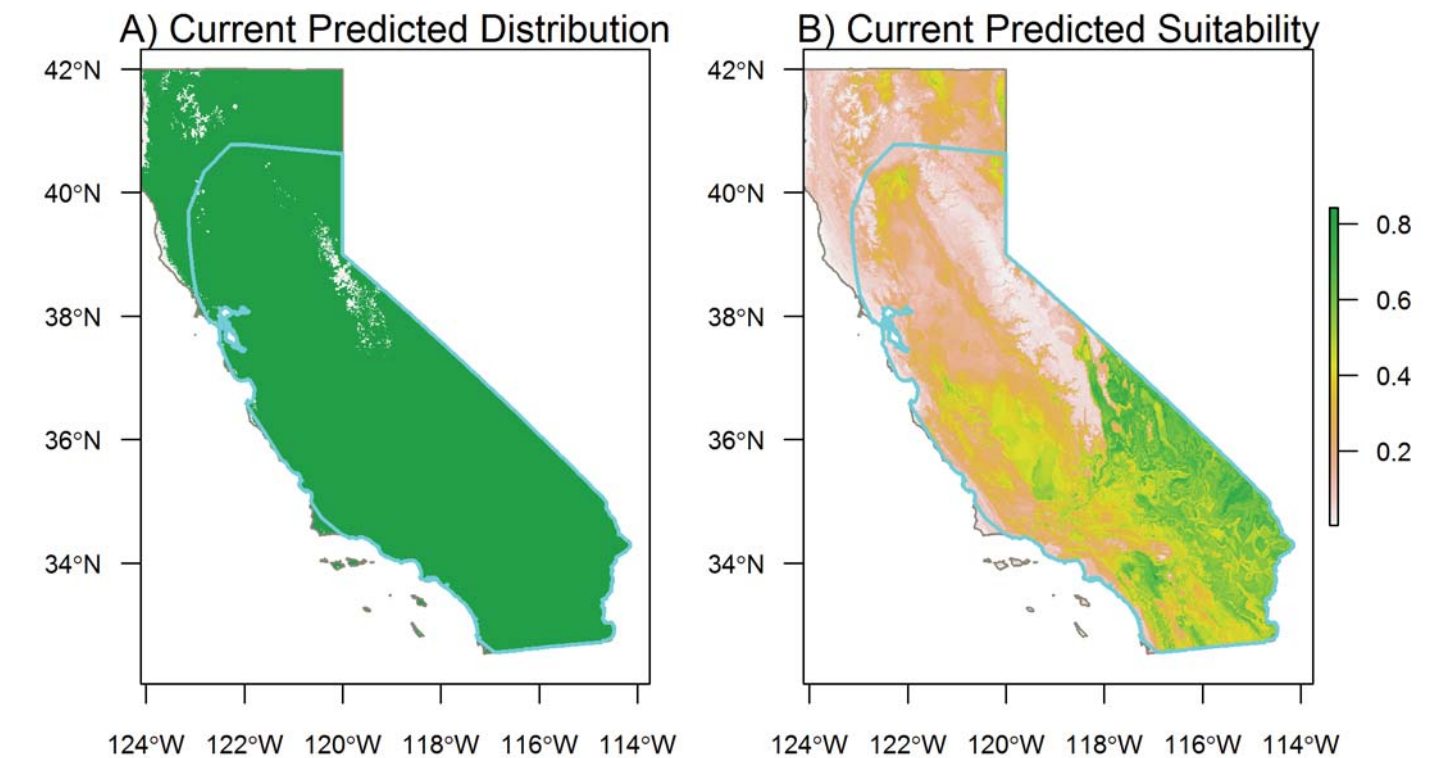 A) Current Predicted Distribution
42°N
40°N
38°N
36°N
34°N
124°W 122°W 120°W 118°W 116°W 114°W
B) Current Predicted Suitability
42°N
40°N
38°N
36°N
34°N
124°W 122°W 120°W 118°W 116°W 114°W
0.8
0.6
0.4
0.2